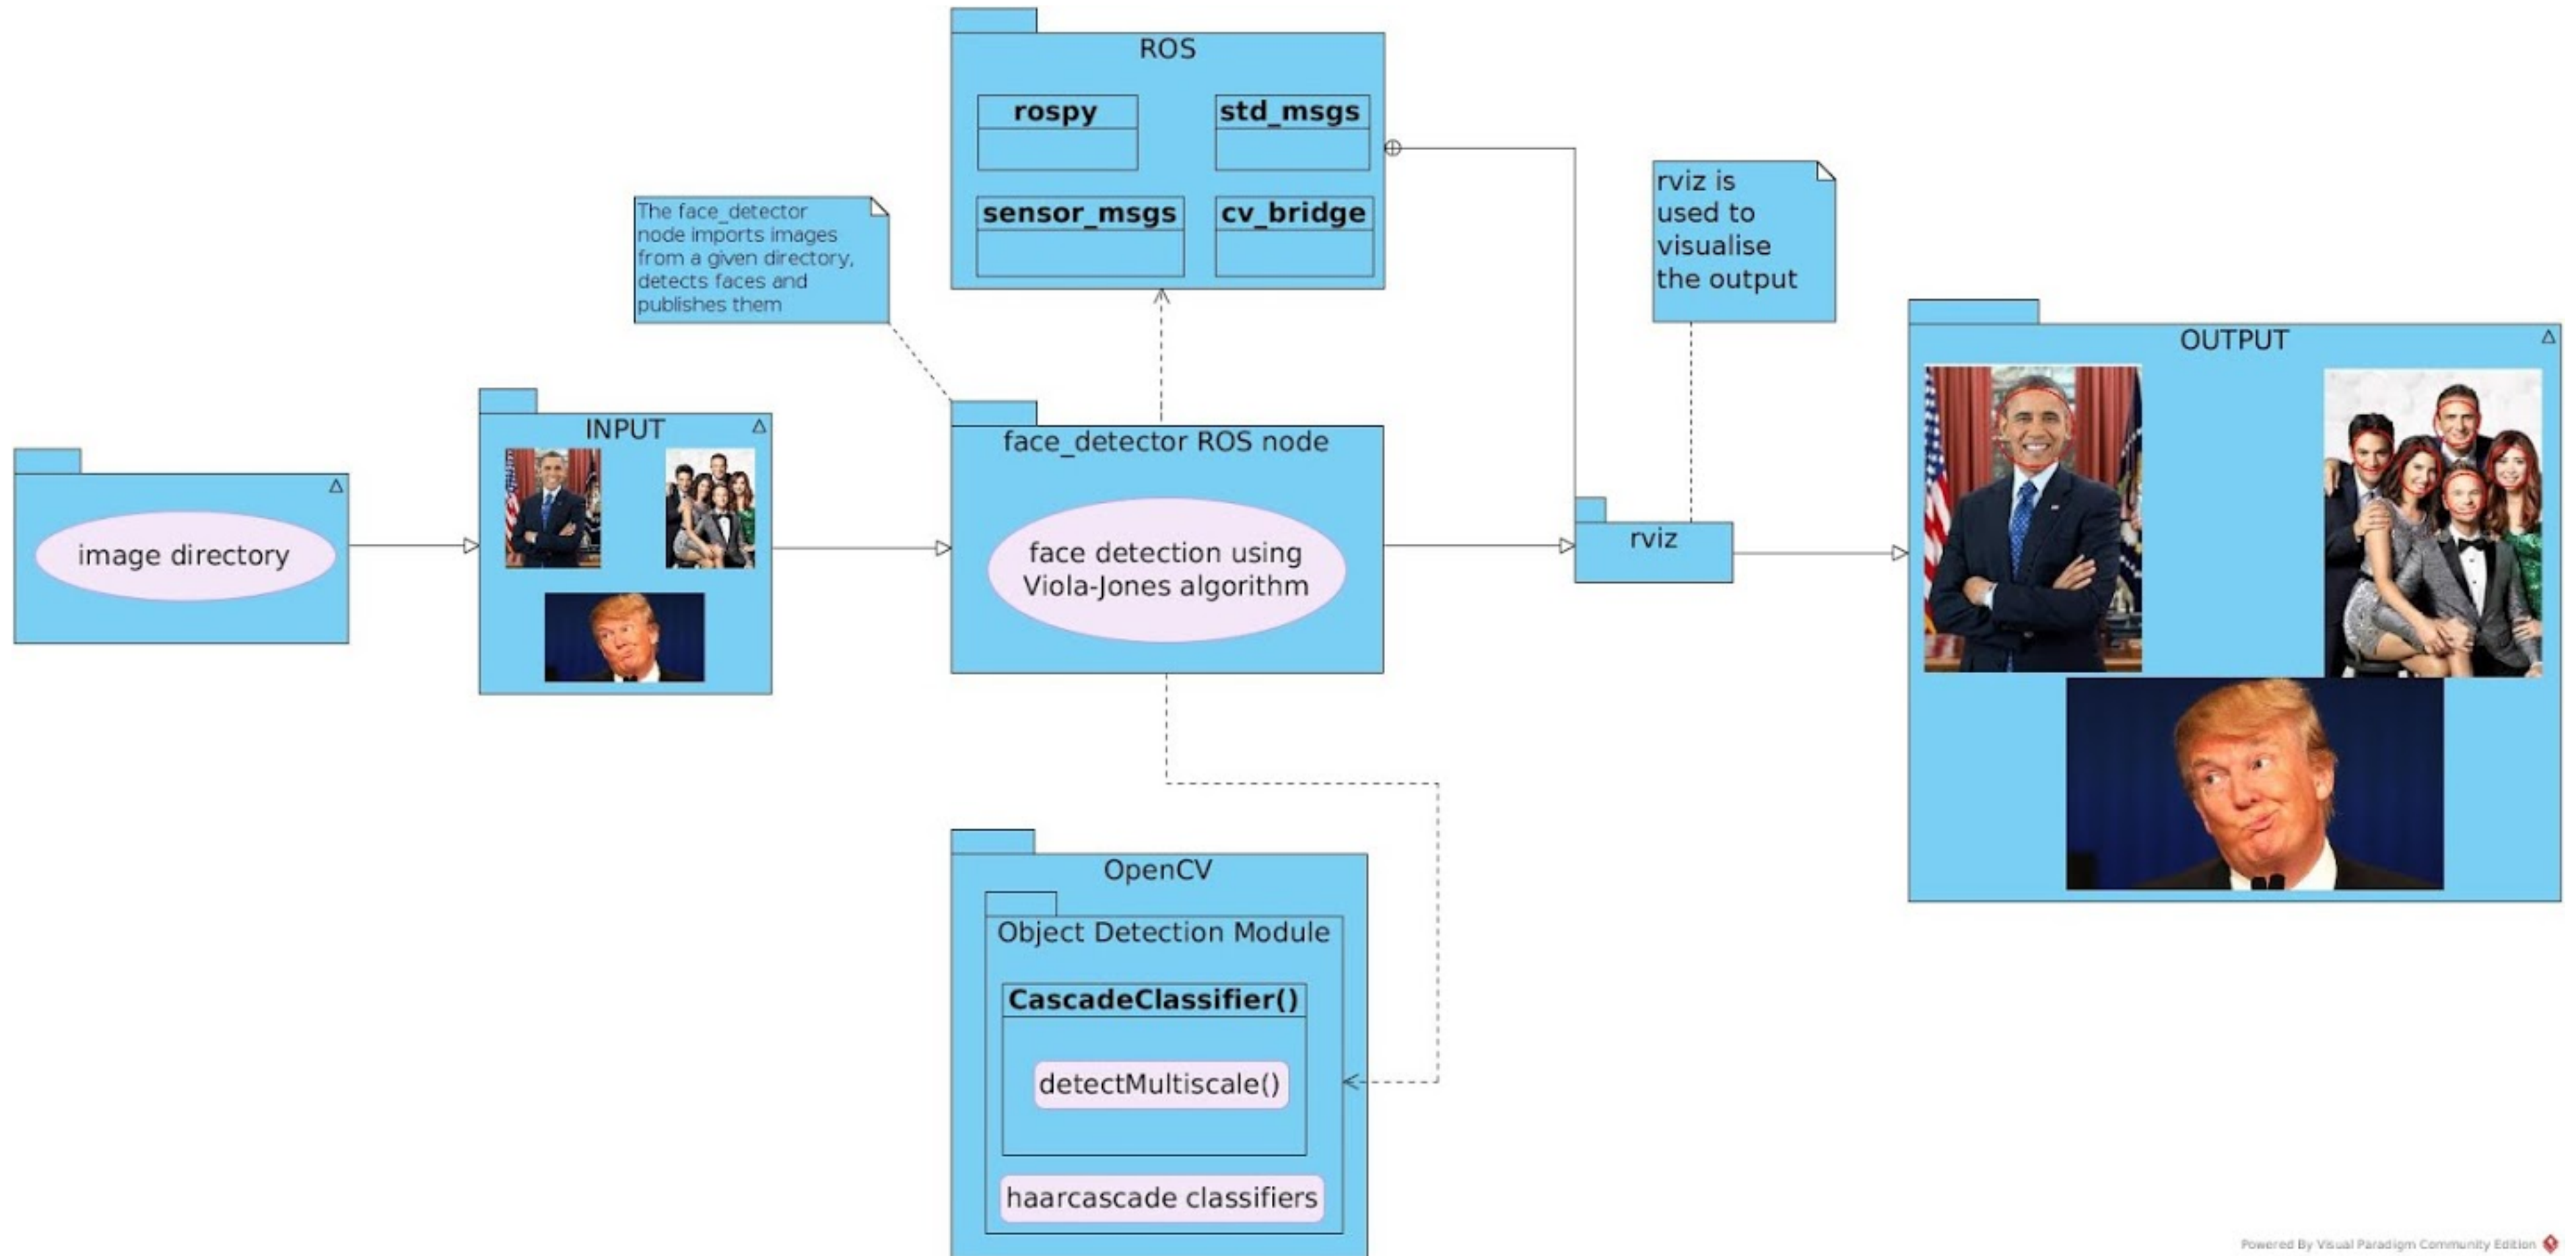 ROS
rospy
std_msgs
sensor_msgs
cv_bridge
The face_detector
node imports images
from a given directory,
detects faces and
publishes them
rviz is
used to
visualise
the output
image directory
INPUT
face_detector ROS node
face detection using
Viola-Jones algorithm
rviz
OUTPUT
OpenCV
Object Detection Module
CascadeClassifier()
detectMultiscale()
haarcascade classifiers
Powered By Visual Paradigm Community Edition